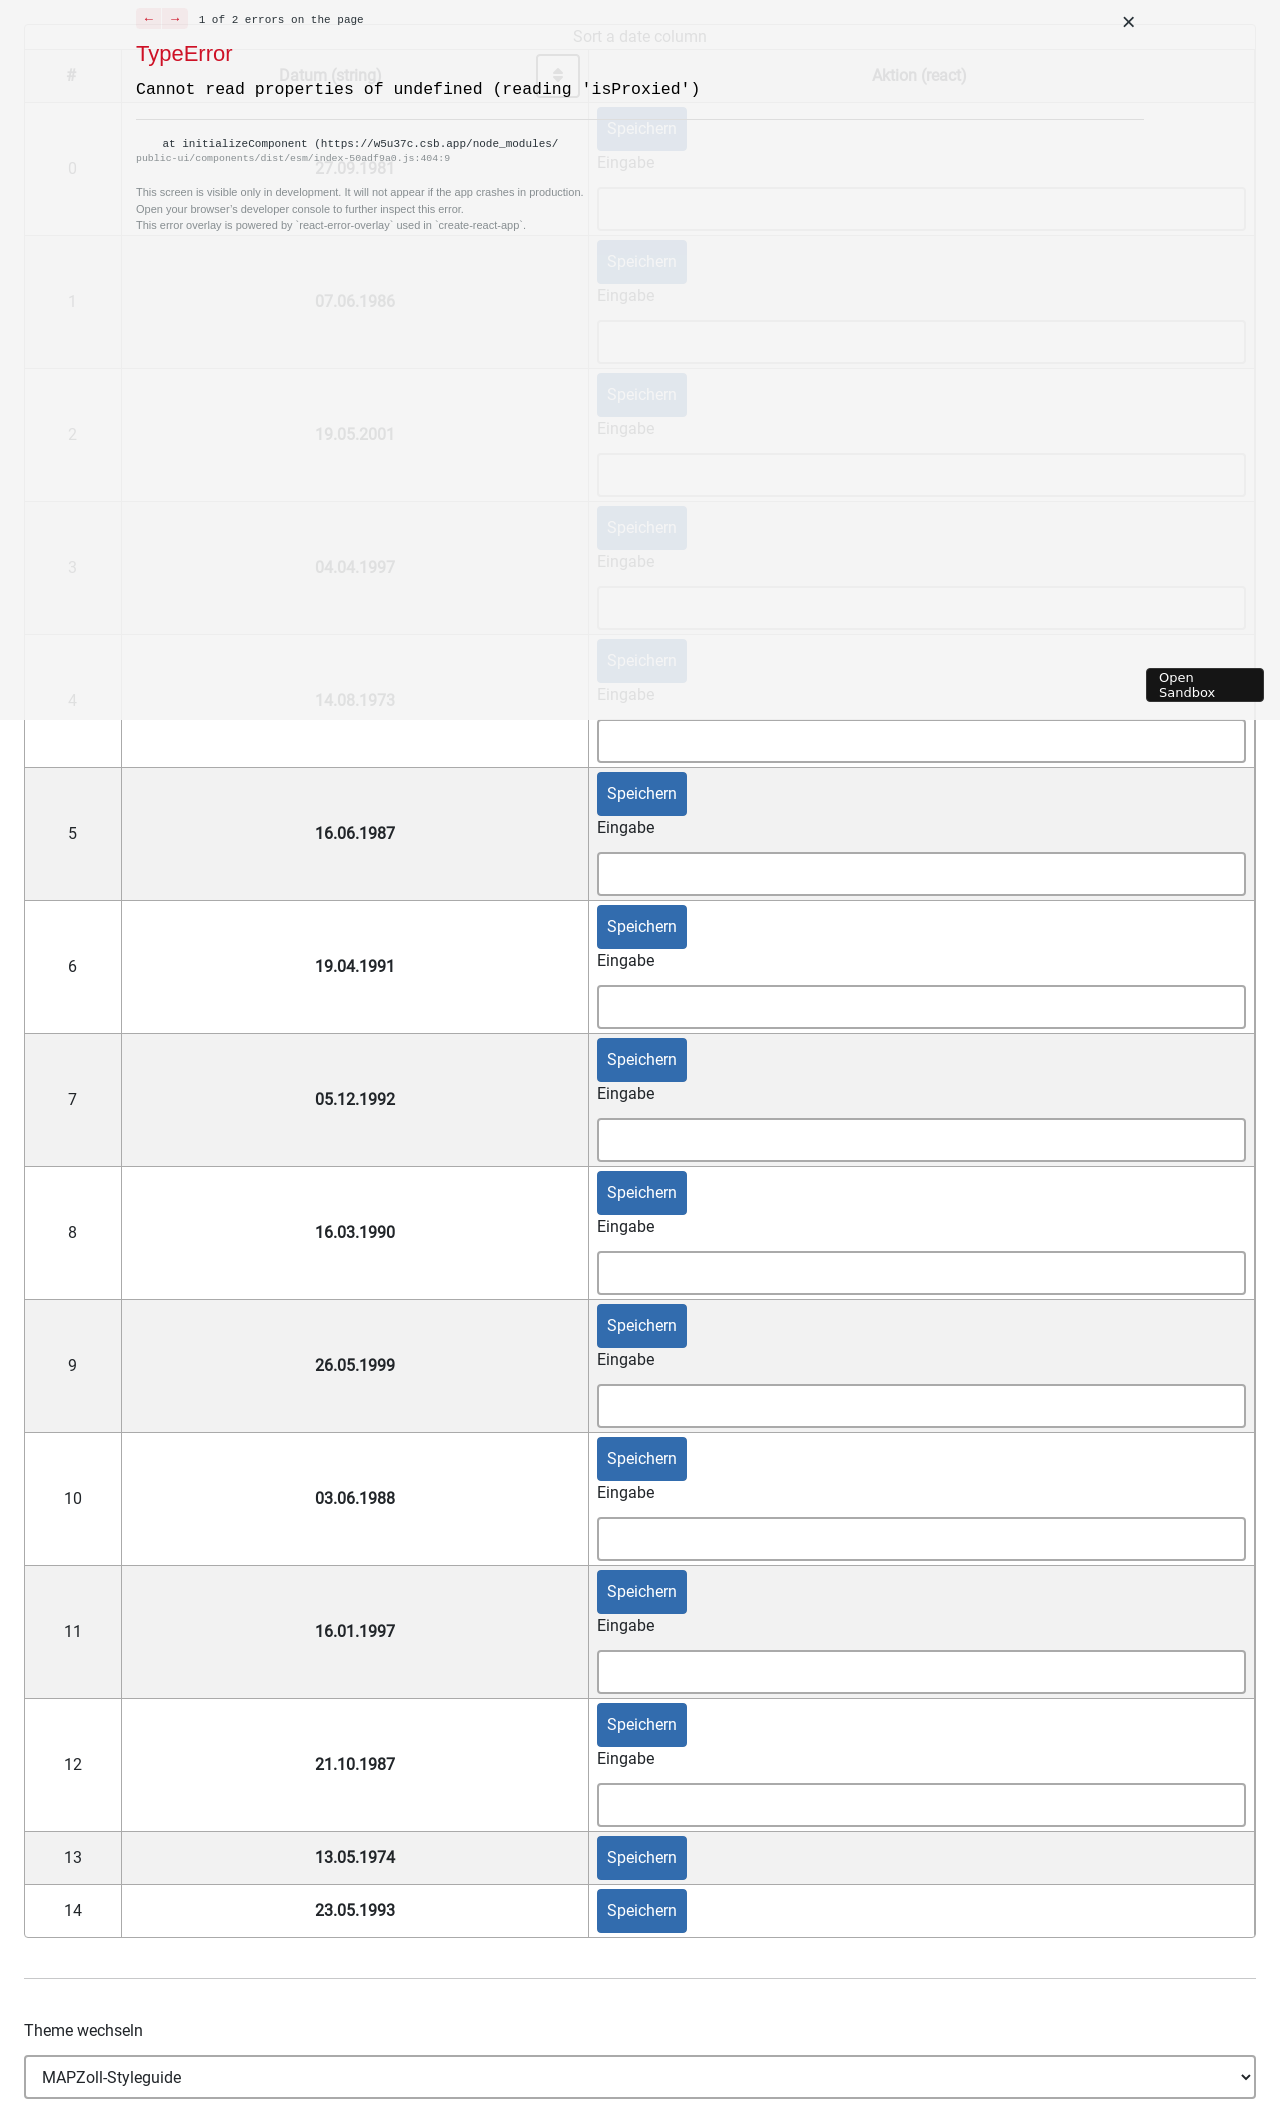 ← → 1 of 2 errors on the page ×
Sort a date column
TypeError
# Datum (string) Aktion (react)
Cannot read properties of undefined (reading 'isProxied')
Speichern
at initializeComponent (https://w5u37c.csb.app/node_modules/
public-ui/components/dist/esm/index-50adf9a0.js:404:9
Eingabe
0 27.09.1981
This screen is visible only in development. It will not appear if the app crashes in production.
Open your browser's developer console to further inspect this error.
This error overlay is powered by `react-error-overlay` used in `create-react-app`.
Speichern
Eingabe
1 07.06.1986
Speichern
Eingabe
2 19.05.2001
Speichern
Eingabe
3 04.04.1997
Speichern
Eingabe
4 14.08.1973
Open
Sandbox
Speichern
Eingabe
5 16.06.1987
Speichern
Eingabe
6 19.04.1991
Speichern
Eingabe
7 05.12.1992
Speichern
Eingabe
8 16.03.1990
Speichern
Eingabe
9 26.05.1999
Speichern
Eingabe
10 03.06.1988
Speichern
Eingabe
11 16.01.1997
Speichern
Eingabe
12 21.10.1987
13 13.05.1974 Speichern
14 23.05.1993 Speichern
Theme wechseln
MAPZoll-Styleguide